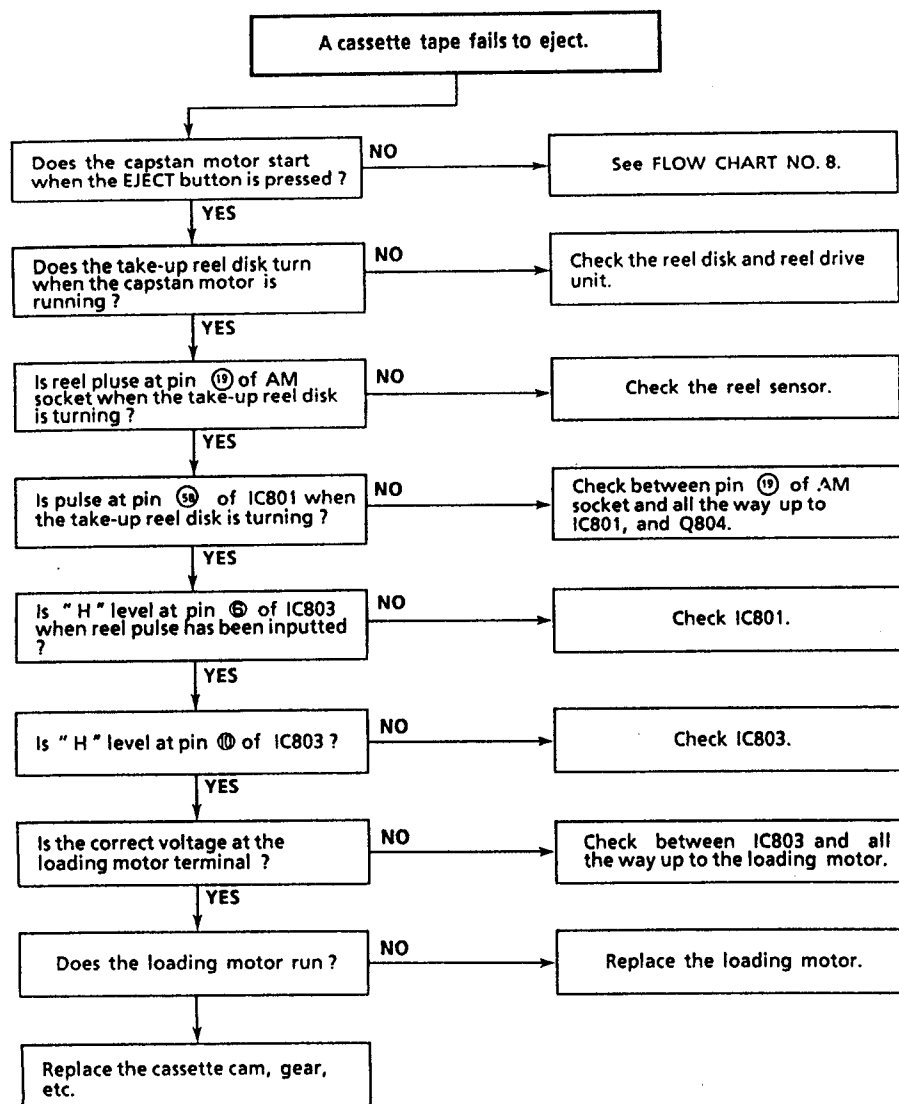 A cassette tape fails to eject.
Does the capstan motor start
when the EJECT button is pressed ?
NO
See FLOW CHART NO. 8.
YES
Does the take-up reel disk turn
when the capstan motor is
running ?
NO
Check the reel disk and reel drive
unit.
YES
Is reel pluse at pin ⑲ of AM
socket when the take-up reel disk
is turning ?
NO
Check the reel sensor.
YES
Is pulse at pin 58 of IC801 when
the take-up reel disk is turning ?
NO
Check between pin ⑲ of AM
socket and all the way up to
IC801, and Q804.
YES
Is " H " level at pin ⑥ of IC803
when reel pulse has been inputted
?
NO
Check IC801.
YES
Is " H " level at pin ⑩ of IC803 ?
NO
Check IC803.
YES
Is the correct voltage at the
loading motor terminal ?
NO
Check between IC803 and all
the way up to the loading motor.
YES
Does the loading motor run ?
NO
Replace the loading motor.
Replace the cassette cam, gear,
etc.